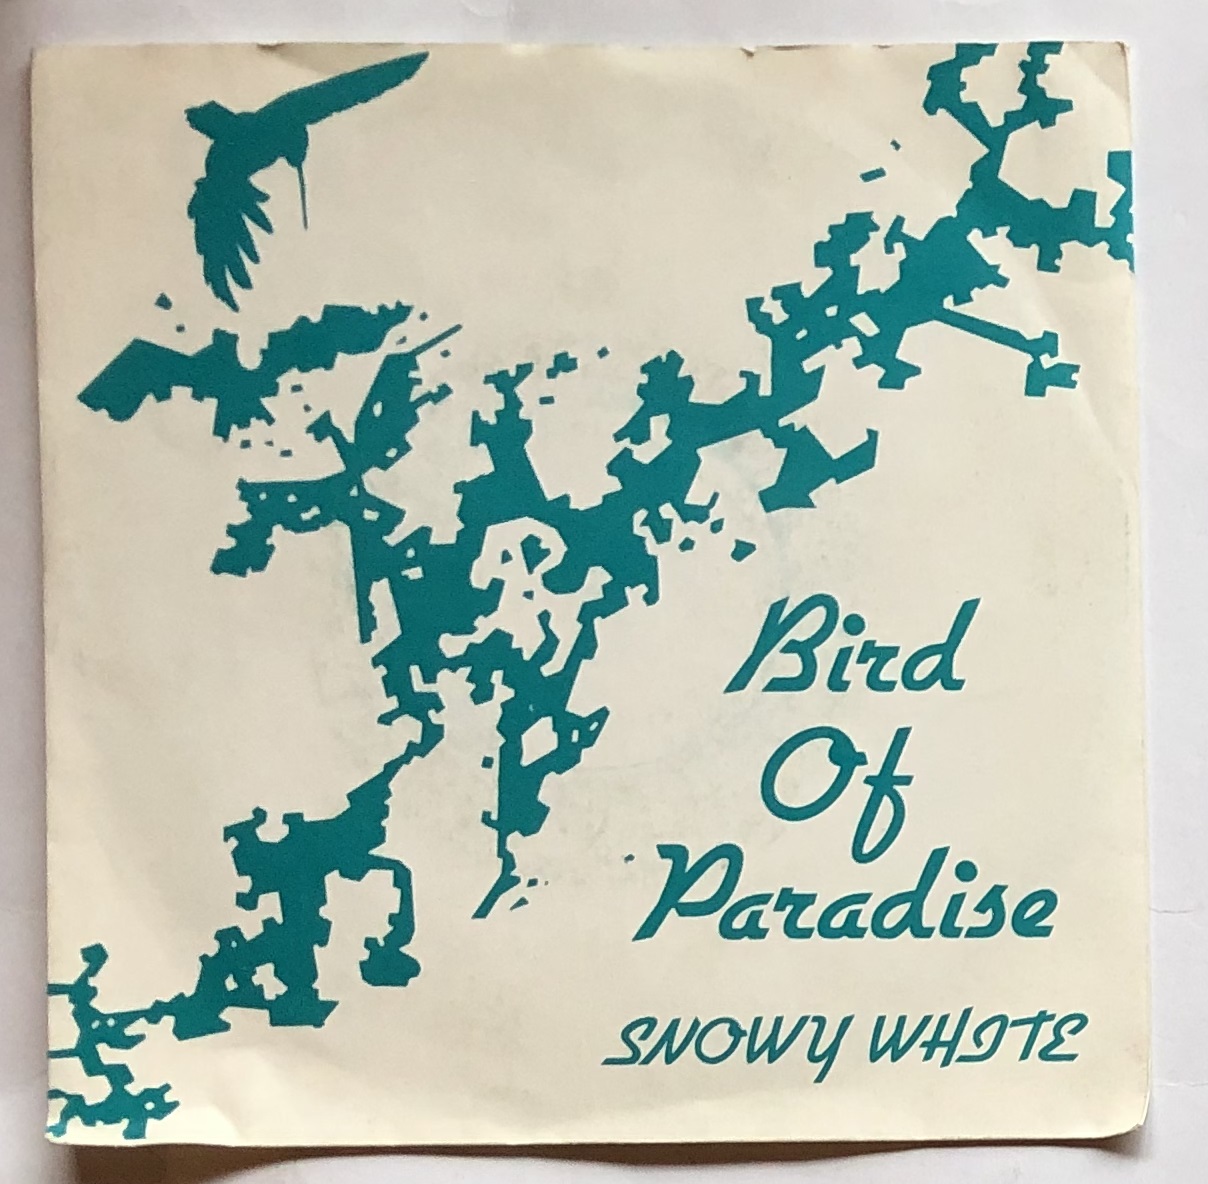 Bird
Of
Paradise
SNOWY WHITE